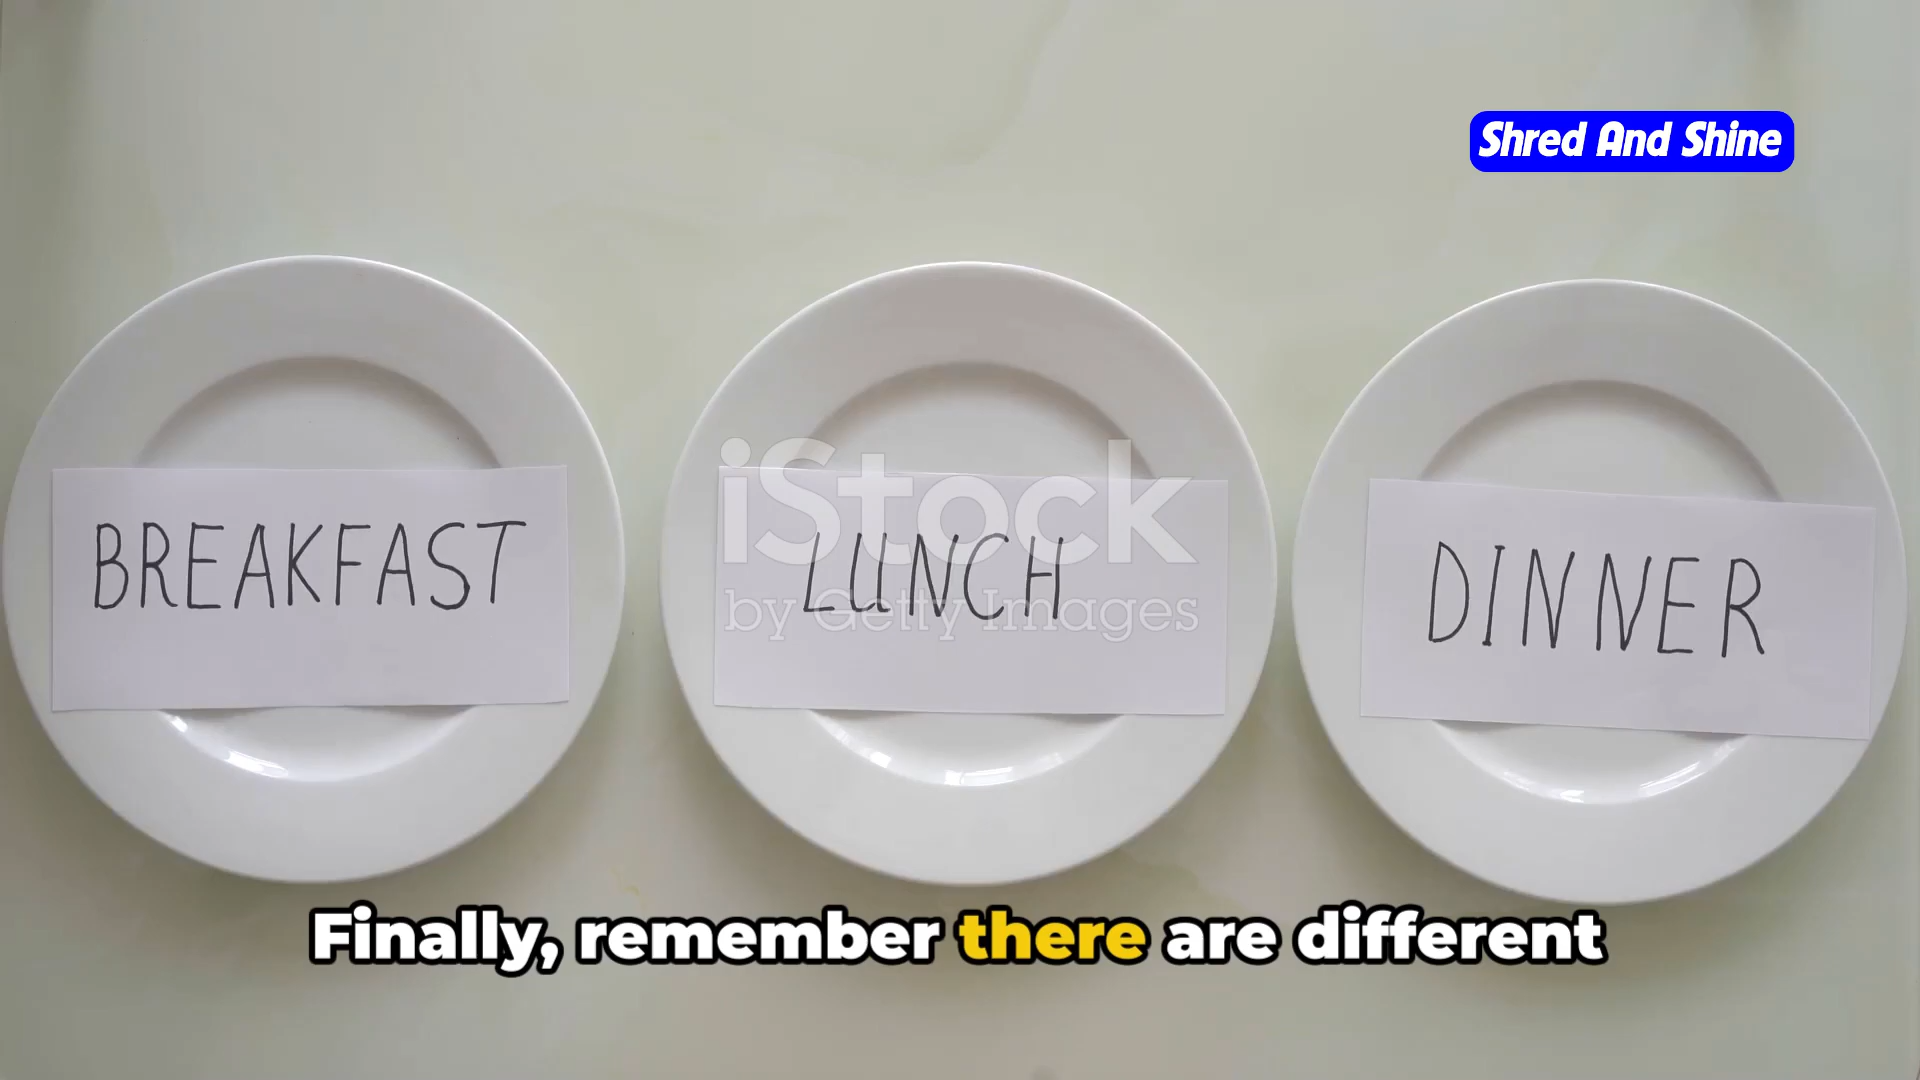 Shred And Shine
BREAKFAST
LUNCH
DINNER
iStock
by Getty Images
Finally, remember there are different